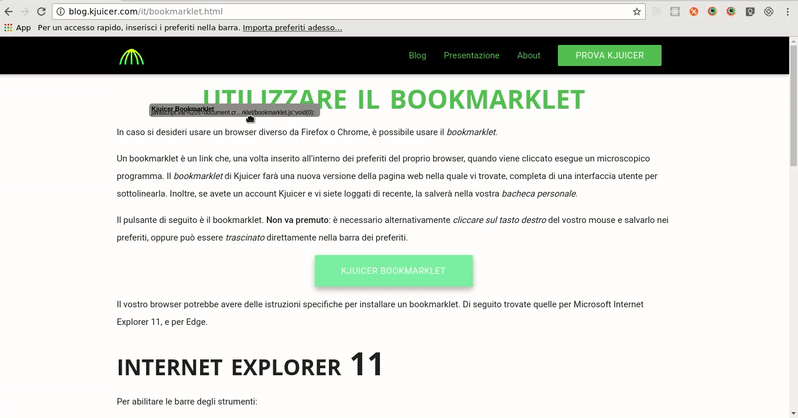 blog.kjuicer.com/it/bookmarklet.html
App Per un accesso rapido, inserisci i preferiti nella barra. Importa preferiti adesso...
Blog Presentazione About PROVA KJUICER
UTILIZZARE IL BOOKMARKLET
Kjuicer Bookmarklet
In caso si desideri usare un browser diverso da Firefox o Chrome, è possibile usare il bookmarklet.
Un bookmarklet è un link che, una volta inserito all'interno dei preferiti del proprio browser, quando viene cliccato esegue un microscopico
programma. Il bookmarklet di Kjuicer farà una nuova versione della pagina web nella quale vi trovate, completa di una interfaccia utente per
sottolinearla. Inoltre, se avete un account Kjuicer e vi siete loggati di recente, la salverà nella vostra bacheca personale.
Il pulsante di seguito è il bookmarklet. Non va premuto: è necessario alternativamente cliccare sul tasto destro del vostro mouse e salvarlo nei
preferiti, oppure può essere trascinato direttamente nella barra dei preferiti.
KJUICER BOOKMARKLET
Il vostro browser potrebbe avere delle istruzioni specifiche per installare un bookmarklet. Di seguito trovate quelle per Microsoft Internet
Explorer 11, e per Edge.
INTERNET EXPLORER 11
Per abilitare le barre degli strumenti: